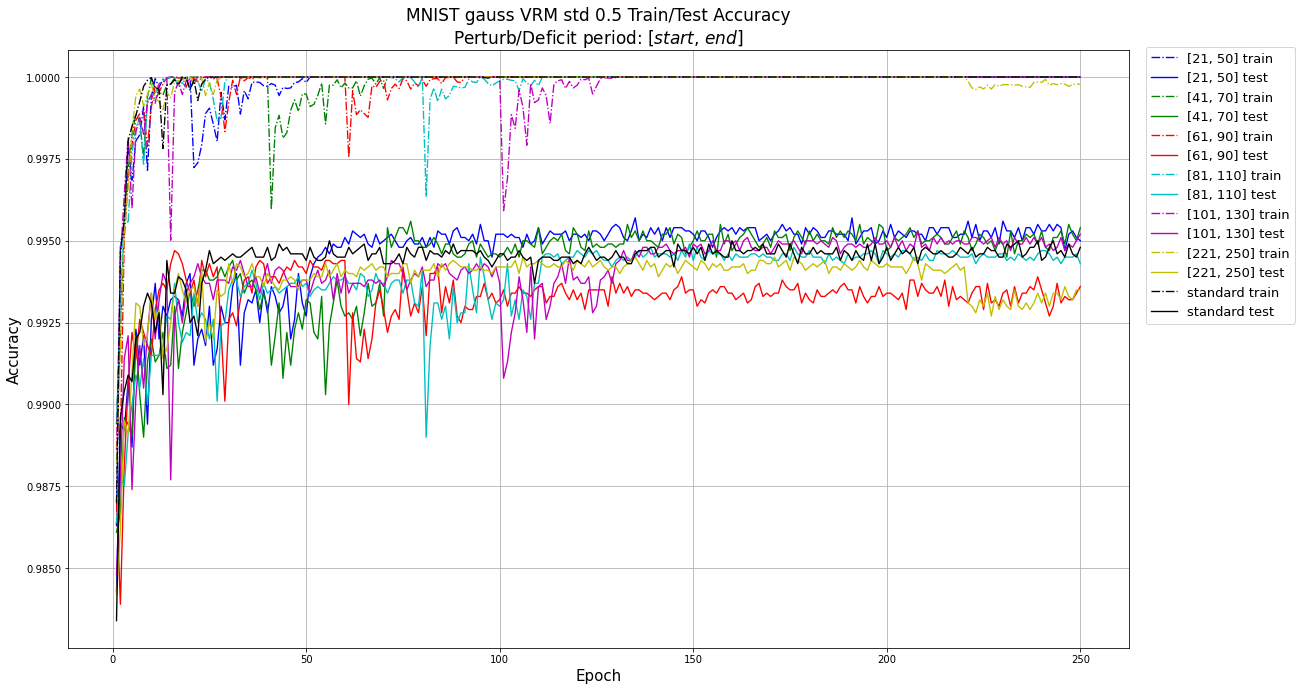 MNIST gauss VRM std 0.5 Train/Test Accuracy
Perturb/Deficit period: [start, end]
1.0000
0.9975
0.9950
0.9925
0.9900
0.9875
0.9850
Accuracy
0 50 100 150 200 250
Epoch
[21, 50] train
[21, 50] test
[41, 70] train
[41, 70] test
[61, 90] train
[61, 90] test
[81, 110] train
[81, 110] test
[101, 130] train
[101, 130] test
[221, 250] train
[221, 250] test
standard train
standard test